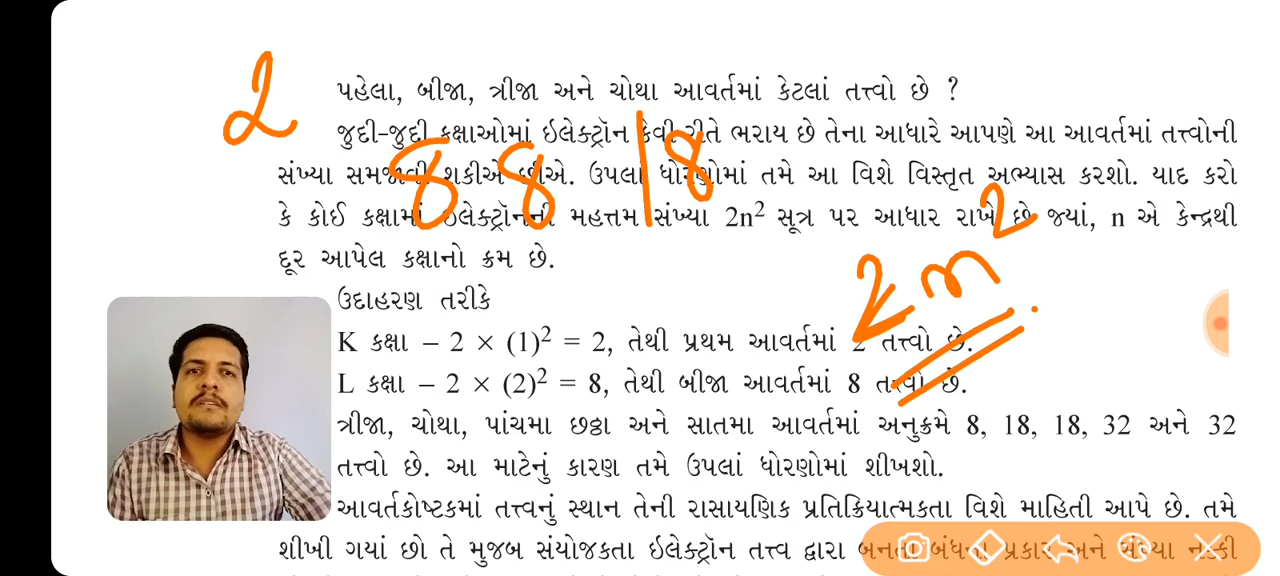 પહેલા, બીજા, ત્રીજા અને ચોથા આવર્તમાં કેટલાં તત્ત્વો છે ?
2
જુદી-જુદી કક્ષાઓમાં ઇલેક્ટ્રૉન કેવી રીતે ભરાય છે તેના આધારે આપણે આ આવર્તમાં તત્ત્વોની
8 8 18
સંખ્યા સમજાવી શકીએ છીએ. ઉપલાં ધોરણોમાં તમે આ વિશે વિસ્તૃત અભ્યાસ કરશો. યાદ કરો
કે કોઈ કક્ષામાં ઇલેક્ટ્રૉનની મહત્તમ સંખ્યા 2n² સૂત્ર પર આધાર રાખે છે જ્યાં, n એ કેન્દ્રથી
દૂર આપેલ કક્ષાનો ક્રમ છે.
2n²
ઉદાહરણ તરીકે
K કક્ષા – 2 × (1)² = 2, તેથી પ્રથમ આવર્તમાં 2 તત્ત્વો છે.
L કક્ષા – 2 × (2)² = 8, તેથી બીજા આવર્તમાં 8 તત્ત્વો છે.
ત્રીજા, ચોથા, પાંચમા છઠ્ઠા અને સાતમા આવર્તમાં અનુક્રમે 8, 18, 18, 32 અને 32
તત્ત્વો છે. આ માટેનું કારણ તમે ઉપલાં ધોરણોમાં શીખશો.
આવર્તકોષ્ટકમાં તત્ત્વનું સ્થાન તેની રાસાયણિક પ્રતિક્રિયાત્મકતા વિશે માહિતી આપે છે. તમે
શીખી ગયાં છો તે મુજબ સંયોજકતા ઇલેક્ટ્રૉન તત્ત્વ દ્વારા બનતા બંધના પ્રકાર અને સંખ્યા નક્કી